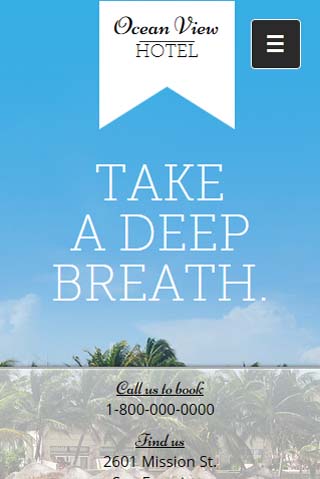 Ocean View
HOTEL
TAKE
A DEEP
BREATH.
Call us to book
1-800-000-0000
Find us
2601 Mission St.